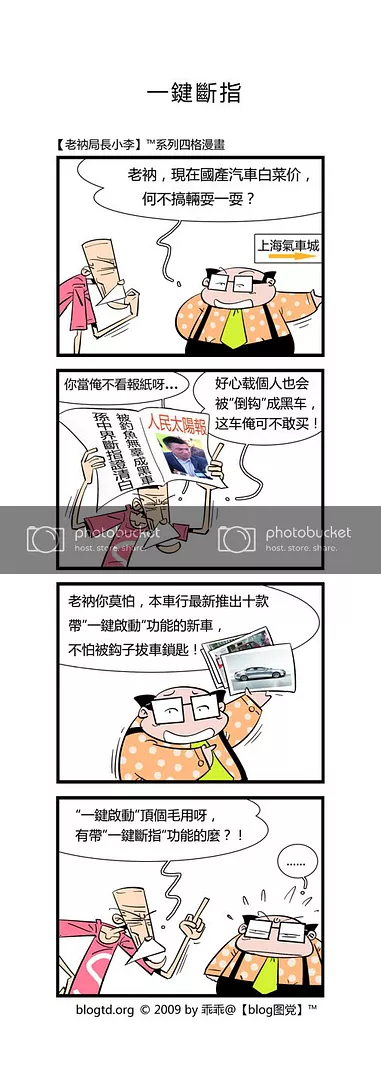 一鍵斷指
【老衲局長小李】™系列四格漫畫
老衲，現在國產汽車白菜价，
何不搞輛耍一耍？
上海氣車城
你當俺不看報紙呀...
好心载個人也会
被"倒钩"成黑车，
这车俺可不敢买！
人民太陽報
被釣魚無辜成黑車
孫中界斷指證清白
photobucket
host. store. share.
photobucket
host. store. share.
老衲你莫怕，本車行最新推出十款
帶"一鍵啟動"功能的新車，
不怕被鈎子拔車鎖匙！
"一鍵啟動"頂個毛用呀，
有帶"一鍵斷指"功能的麼？！
......
blogtd.org © 2009 by 乖乖@【blog图党】™